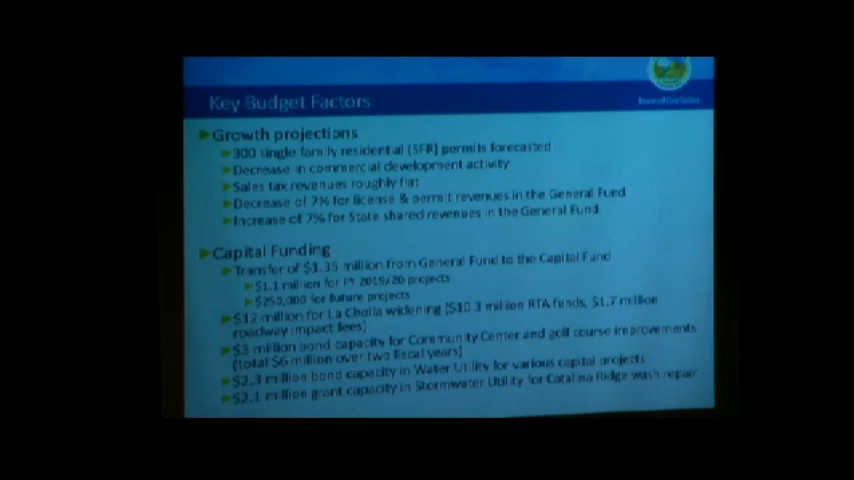 Key Budget Factors
Growth projections
300 single family residential (SFR) permits forecasted
Decrease in commercial development activity
Sales tax revenues roughly flat
Decrease of 7% for license & permit revenues in the General Fund
Increase of 7% for State shared revenues in the General Fund
Capital Funding
Transfer of $1.35 million from General Fund to the Capital Fund
$1.1 million for FY 2019/20 projects
$250,000 for future projects
$12 million for La Cholla widening ($10.3 million RTA funds, $1.7 million
roadway impact fees)
$3 million bond capacity for Community Center and golf course improvements
(total $6 million over two fiscal years)
$2.3 million bond capacity in Water Utility for various capital projects
$2.1 million grant capacity in Stormwater Utility for Catalina Ridge wash repair